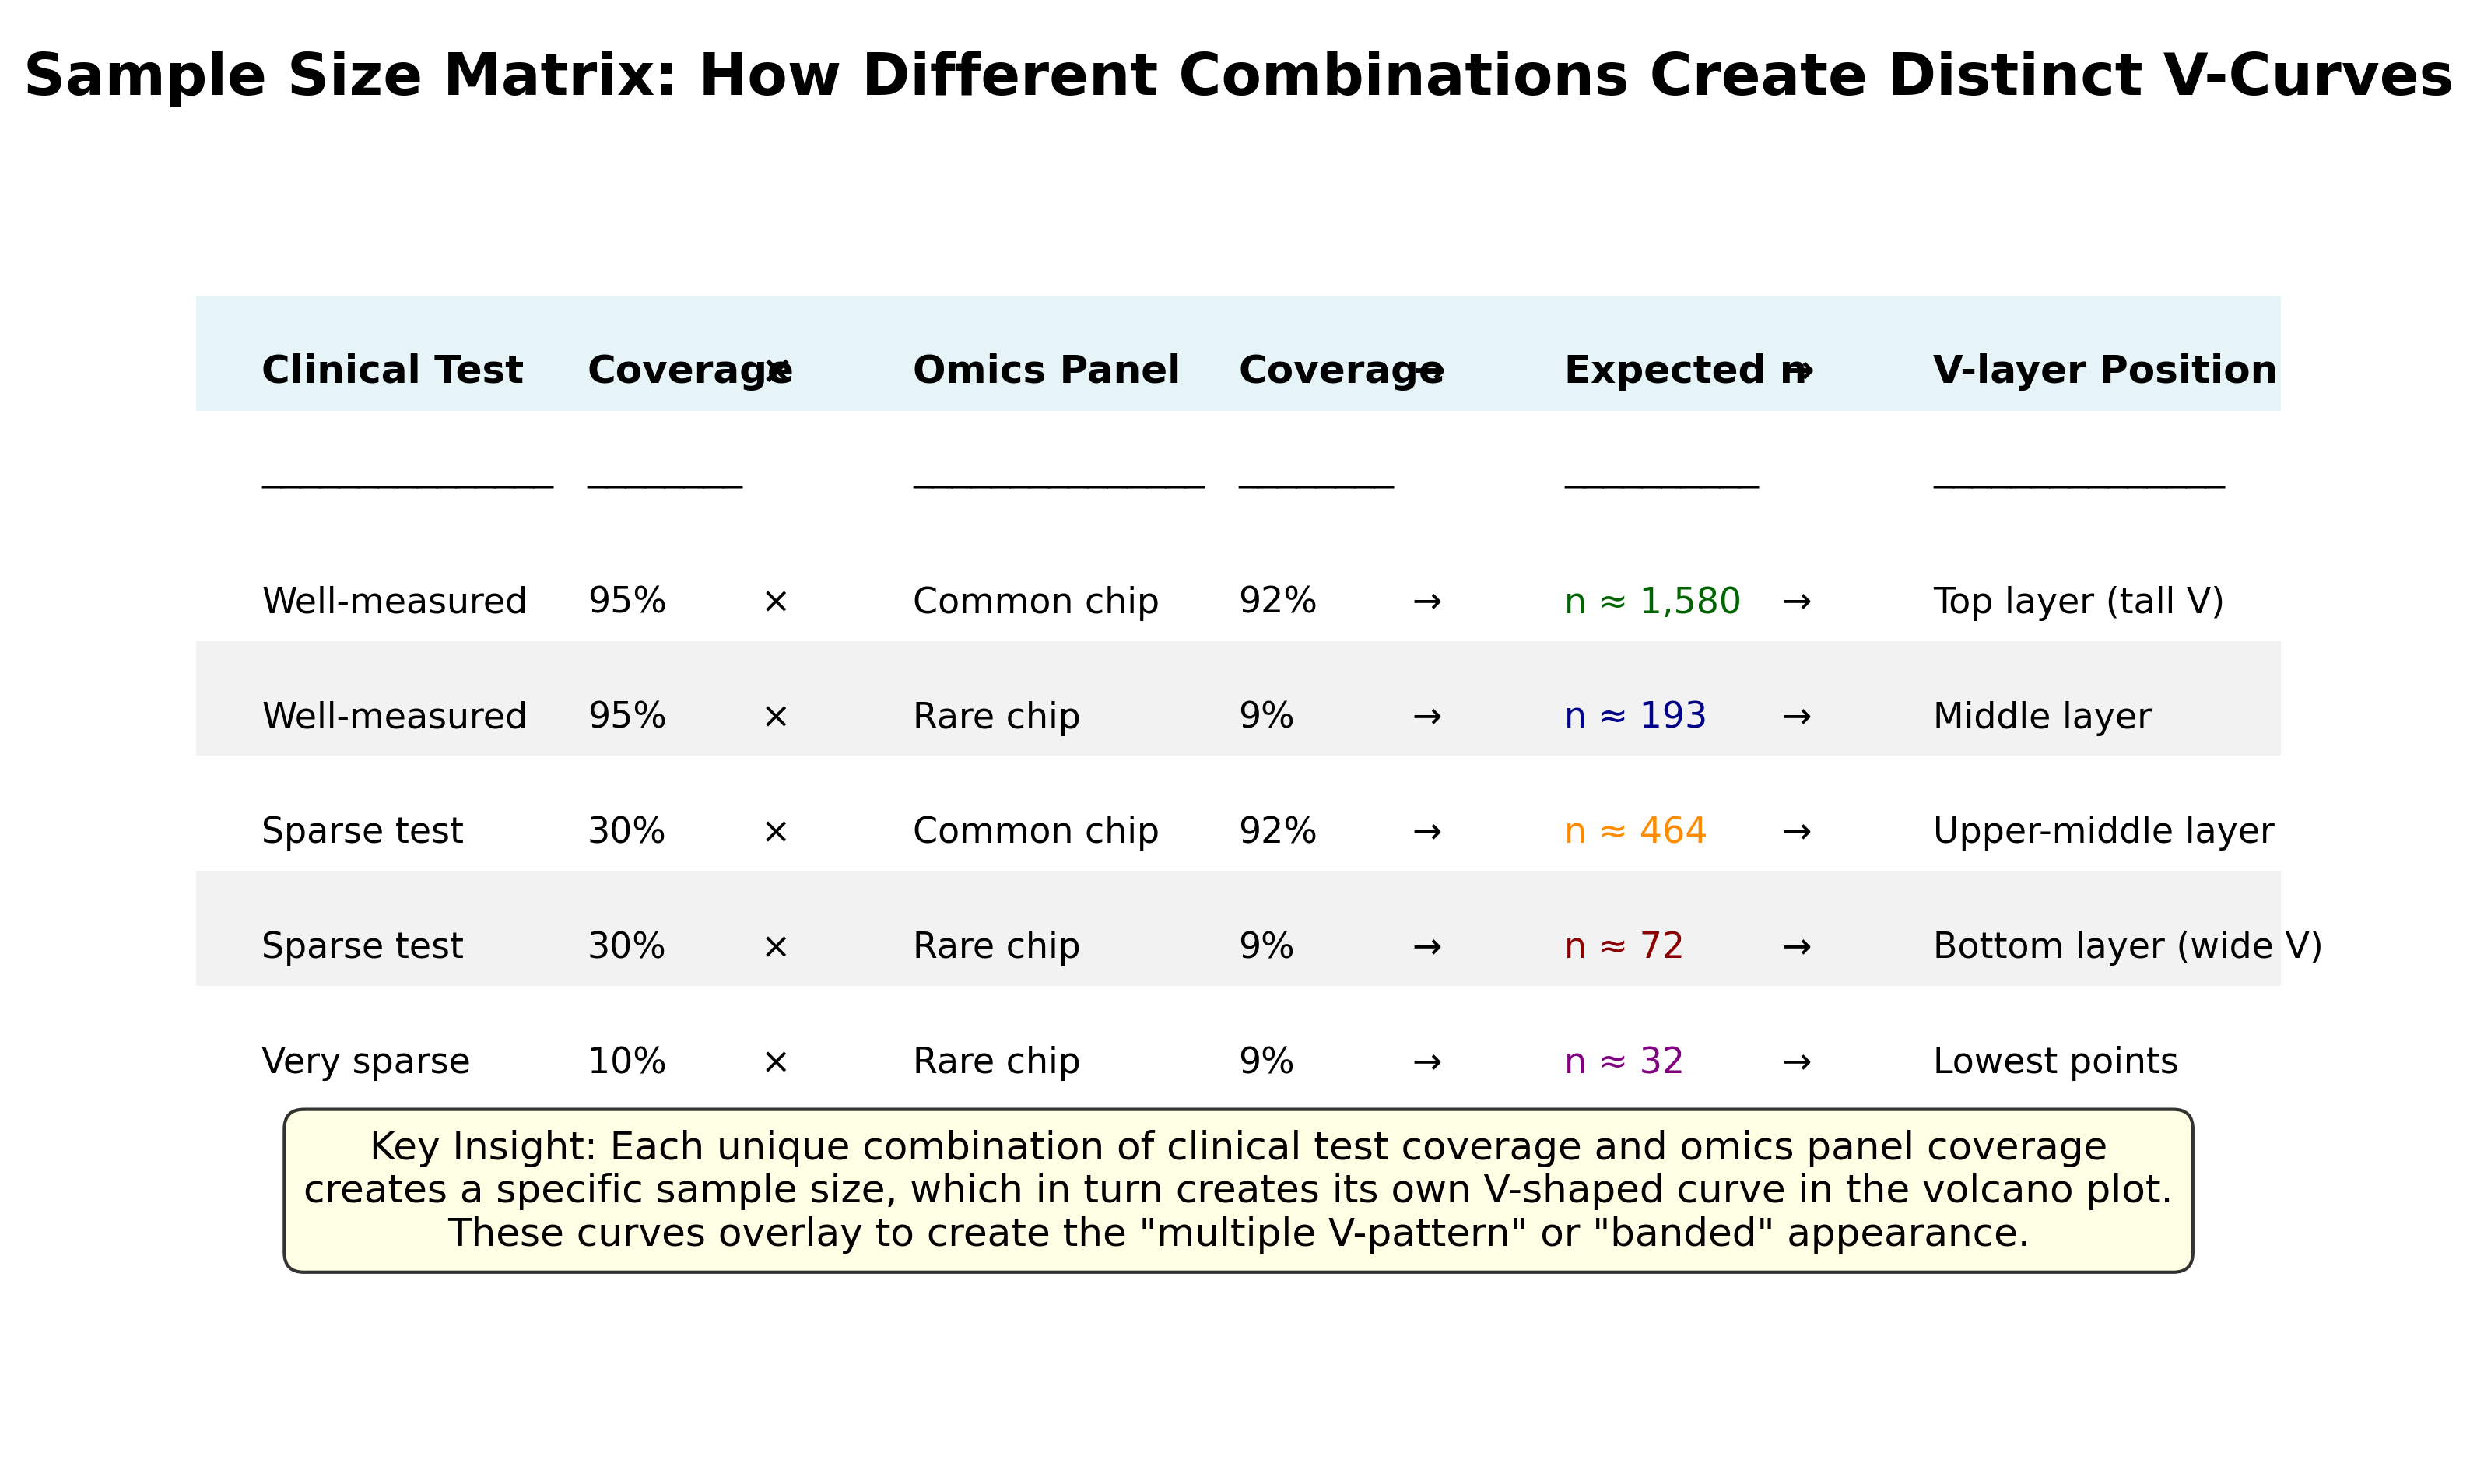 Sample Size Matrix: How Different Combinations Create Distinct V-Curves
Clinical Test Coverage × Omics Panel Coverage → Expected n → V-layer Position
Well-measured 95% × Common chip 92% → n ≈ 1,580 → Top layer (tall V)
Well-measured 95% × Rare chip 9% → n ≈ 193 → Middle layer
Sparse test 30% × Common chip 92% → n ≈ 464 → Upper-middle layer
Sparse test 30% × Rare chip 9% → n ≈ 72 → Bottom layer (wide V)
Very sparse 10% × Rare chip 9% → n ≈ 32 → Lowest points
Key Insight: Each unique combination of clinical test coverage and omics panel coverage
creates a specific sample size, which in turn creates its own V-shaped curve in the volcano plot.
These curves overlay to create the "multiple V-pattern" or "banded" appearance.